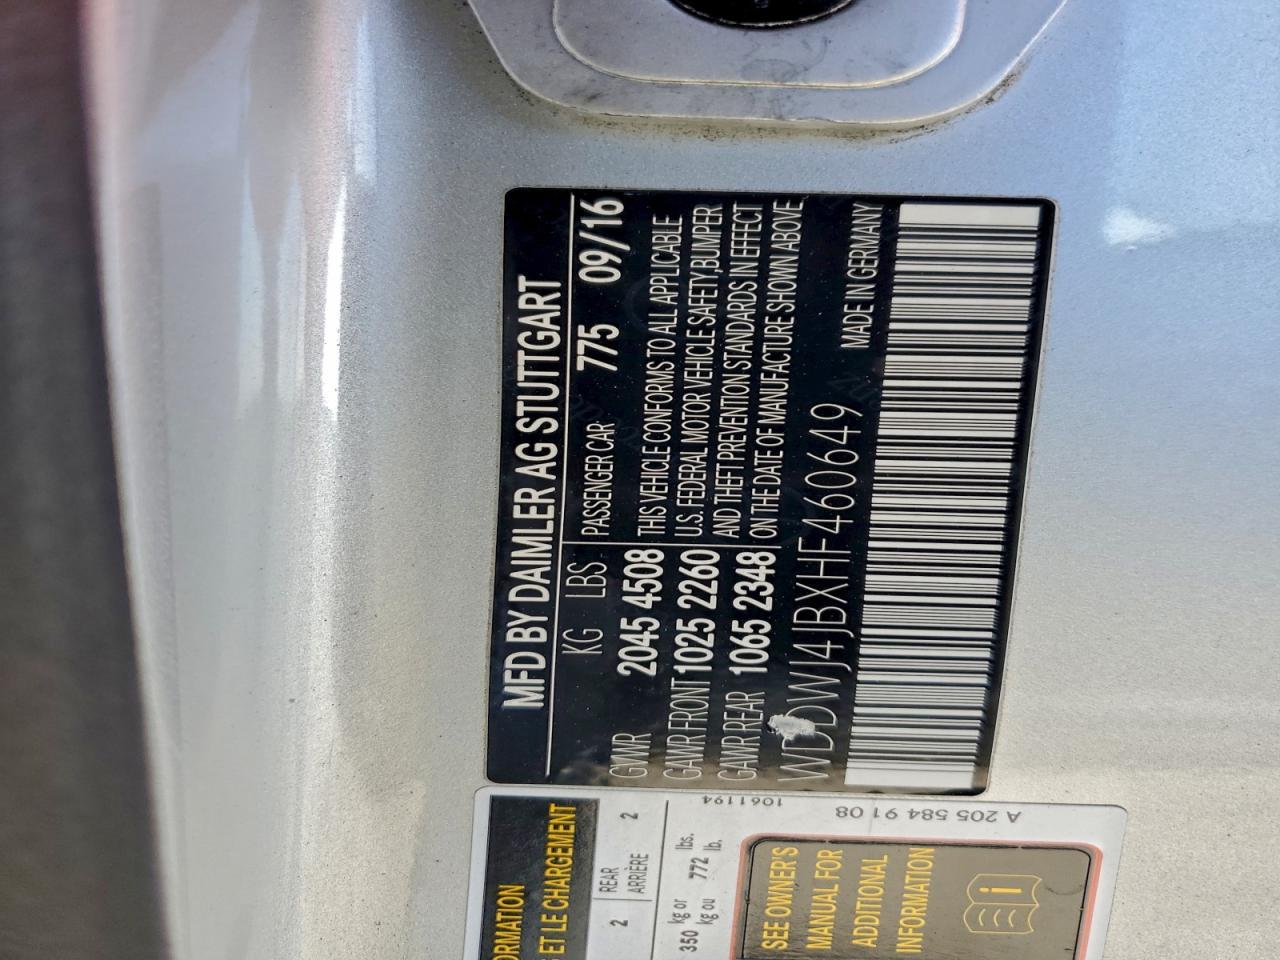 MFD BY DAIMLER AG STUTTGART
KG LBS PASSENGER CAR 775 09/16
GVWR 2045 4508
GAWR FRONT 1025 2260
GAWR REAR 1065 2348
THIS VEHICLE CONFORMS TO ALL APPLICABLE
U.S. FEDERAL MOTOR VEHICLE SAFETY,BUMPER
AND THEFT PREVENTION STANDARDS IN EFFECT
ON THE DATE OF MANUFACTURE SHOWN ABOVE.
WDDWJ4JBXHF460649 MADE IN GERMANY
ET LE CHARGEMENT
2 REAR 2
ARRIÈRE
350 kg or 772 lbs.
kg ou lb.
1061194
SEE OWNER'S
MANUAL FOR
ADDITIONAL
INFORMATION
i
A 205 584 91 08